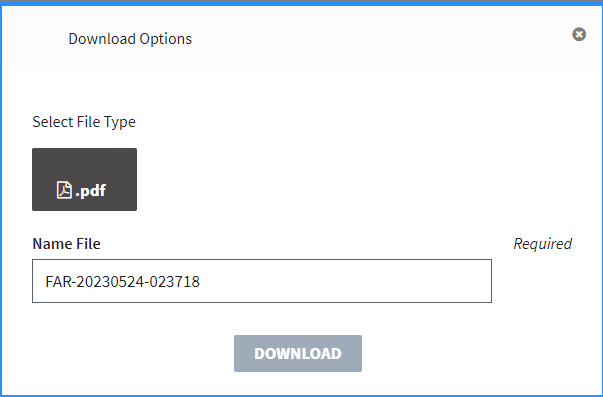 Download Options
Select File Type
.pdf
Name File
Required
FAR-20230524-023718
DOWNLOAD